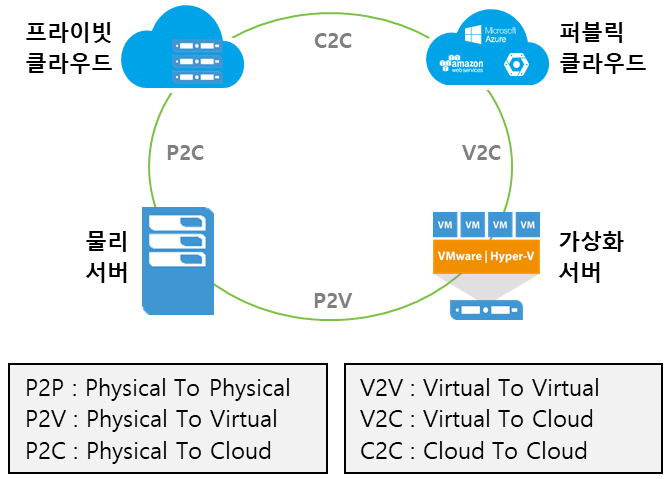 프라이빗
클라우드
C2C
Microsoft
Azure
amazon
web services
퍼블릭
클라우드
P2C
V2C
물리
서버
VM VM VM VM
VMware | Hyper-V
가상화
서버
P2V
P2P : Physical To Physical
P2V : Physical To Virtual
P2C : Physical To Cloud
V2V : Virtual To Virtual
V2C : Virtual To Cloud
C2C : Cloud To Cloud